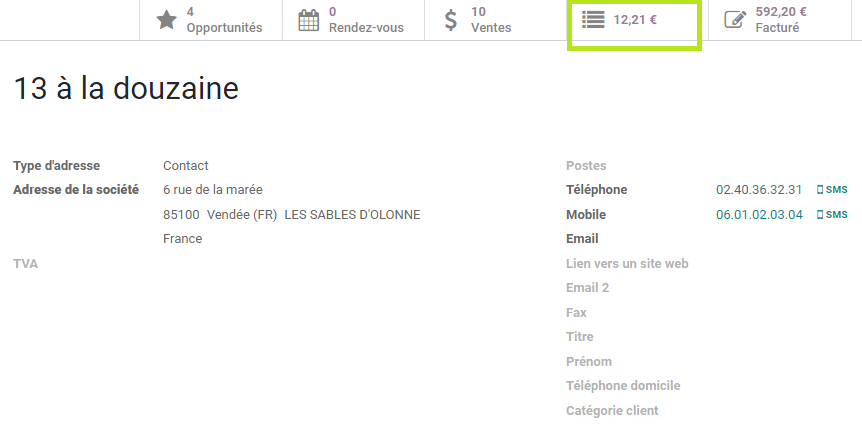 4
Opportunités
0
Rendez-vous
10
Ventes
12,21 €
592,20 €
Facturé
13 à la douzaine
Type d'adresse Contact
Adresse de la société 6 rue de la marée
85100 Vendée (FR) LES SABLES D'OLONNE
France
TVA
Postes
Téléphone 02.40.36.32.31 SMS
Mobile 06.01.02.03.04 SMS
Email
Lien vers un site web
Email 2
Fax
Titre
Prénom
Téléphone domicile
Catégorie client